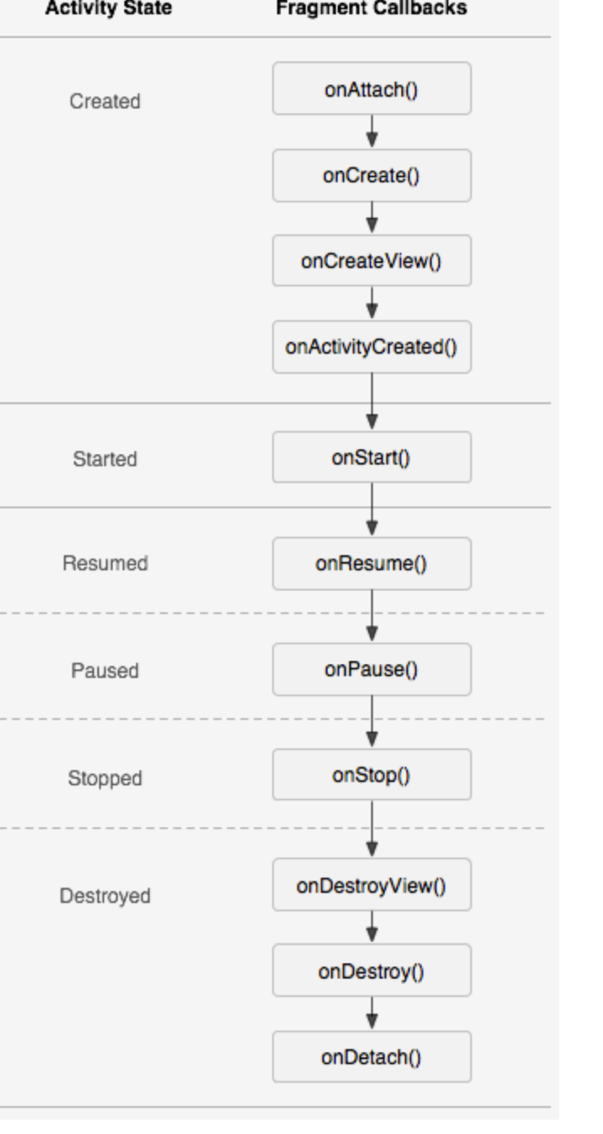 Activity State Fragment Callbacks
Created
onAttach()
onCreate()
onCreateView()
onActivityCreated()
Started
onStart()
Resumed
onResume()
Paused
onPause()
Stopped
onStop()
Destroyed
onDestroyView()
onDestroy()
onDetach()